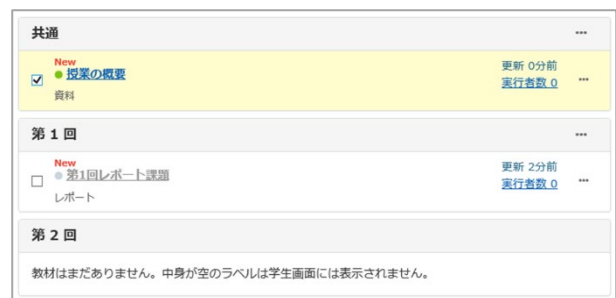 共通
New
授業の概要
更新 0分前
実行者数 0
資料
第 1 回
New
第1回レポート課題
更新 2分前
実行者数 0
レポート
第 2 回
教材はまだありません。中身が空のラベルは学生画面には表示されません。